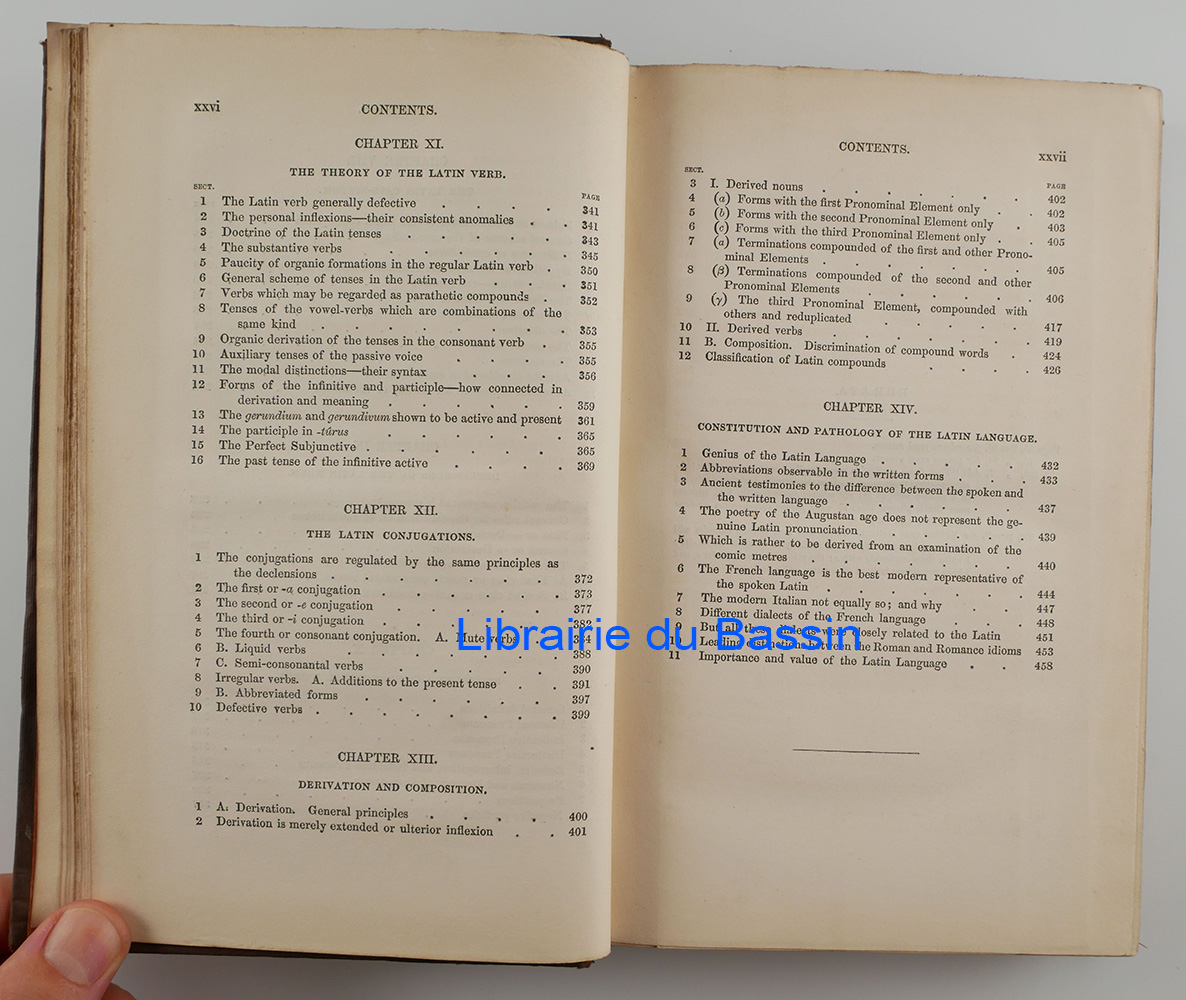 xxvi CONTENTS.
CHAPTER XI.
THE THEORY OF THE LATIN VERB.
SECT. PAGE
1 The Latin verb generally defective . . . . 341
2 The personal inflexions—their consistent anomalies . . 341
3 Doctrine of the Latin tenses . . . . . 343
4 The substantive verbs . . . . . . 345
5 Paucity of organic formations in the regular Latin verb . 350
6 General scheme of tenses in the Latin verb . . . 351
7 Verbs which may be regarded as parathetic compounds . 352
8 Tenses of the vowel-verbs which are combinations of the
same kind . . . . . . . . 353
9 Organic derivation of the tenses in the consonant verb . 355
10 Auxiliary tenses of the passive voice . . . . 355
11 The modal distinctions—their syntax . . . 356
12 Forms of the infinitive and participle—how connected in
derivation and meaning . . . . . . 359
13 The gerundium and gerundivum shown to be active and present 361
14 The participle in -túrus . . . . . . 365
15 The Perfect Subjunctive . . . . . . 365
16 The past tense of the infinitive active . . . . 369
CHAPTER XII.
THE LATIN CONJUGATIONS.
1 The conjugations are regulated by the same principles as
the declensions . . . . . . . 372
2 The first or -a conjugation . . . . . . 373
3 The second or -e conjugation . . . . . 377
4 The third or -i conjugation . . . . . . 382
5 The fourth or consonant conjugation. A. Mute verbs 384
6 B. Liquid verbs . . . . . . . 388
7 C. Semi-consonantal verbs . . . . . 390
8 Irregular verbs. A. Additions to the present tense . . 391
9 B. Abbreviated forms . . . . . . 397
10 Defective verbs . . . . . . . . 399
CHAPTER XIII.
DERIVATION AND COMPOSITION.
1 A. Derivation. General principles . . . . 400
2 Derivation is merely extended or ulterior inflexion . . 401
CONTENTS. xxvii
SECT. PAGE
3 I. Derived nouns . . . . . . 402
4 (a) Forms with the first Pronominal Element only . . 402
5 (b) Forms with the second Pronominal Element only . 403
6 (c) Forms with the third Pronominal Element only . . 405
7 (α) Terminations compounded of the first and other Prono-
minal Elements . . . . . . 405
8 (β) Terminations compounded of the second and other
Pronominal Elements . . . . . 406
9 (γ) The third Pronominal Element, compounded with
others and reduplicated . . . . . 417
10 II. Derived verbs . . . . . . 419
11 B. Composition. Discrimination of compound words . 424
12 Classification of Latin compounds . . . . 426
CHAPTER XIV.
CONSTITUTION AND PATHOLOGY OF THE LATIN LANGUAGE.
1 Genius of the Latin Language . . . . . 432
2 Abbreviations observable in the written forms . . . 433
3 Ancient testimonies to the difference between the spoken and
the written language . . . . . . 437
4 The poetry of the Augustan age does not represent the ge-
nuine Latin pronunciation . . . . . 439
5 Which is rather to be derived from an examination of the
comic metres . . . . . . . 440
6 The French language is the best modern representative of
the spoken Latin . . . . . . 444
7 The modern Italian not equally so; and why . . . 447
8 Different dialects of the French language . . . 448
9 But all these dialects were closely related to the Latin . 451
10 Leading distinctions between the Roman and Romance idioms 453
11 Importance and value of the Latin Language . . 458
Librairie du Bassin